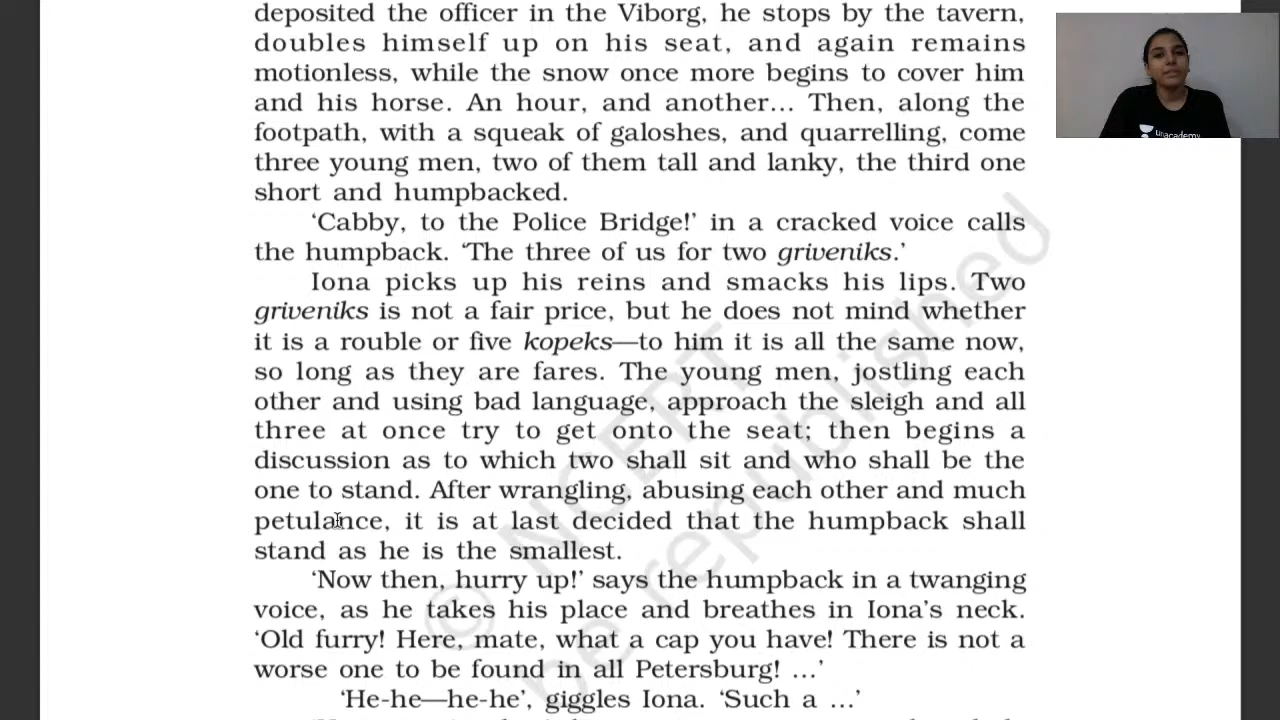 deposited the officer in the Viborg, he stops by the tavern,
doubles himself up on his seat, and again remains
motionless, while the snow once more begins to cover him
and his horse. An hour, and another... Then, along the
footpath, with a squeak of galoshes, and quarrelling, come
three young men, two of them tall and lanky, the third one
short and humpbacked.
‘Cabby, to the Police Bridge!’ in a cracked voice calls
the humpback. ‘The three of us for two griveniks.’
Iona picks up his reins and smacks his lips. Two
griveniks is not a fair price, but he does not mind whether
it is a rouble or five kopeks—to him it is all the same now,
so long as they are fares. The young men, jostling each
other and using bad language, approach the sleigh and all
three at once try to get onto the seat; then begins a
discussion as to which two shall sit and who shall be the
one to stand. After wrangling, abusing each other and much
petulance, it is at last decided that the humpback shall
stand as he is the smallest.
‘Now then, hurry up!’ says the humpback in a twanging
voice, as he takes his place and breathes in Iona’s neck.
‘Old furry! Here, mate, what a cap you have! There is not a
worse one to be found in all Petersburg! ...’
‘He-he—he-he’, giggles Iona. ‘Such a ...’
© NCERT
be republished
unacademy